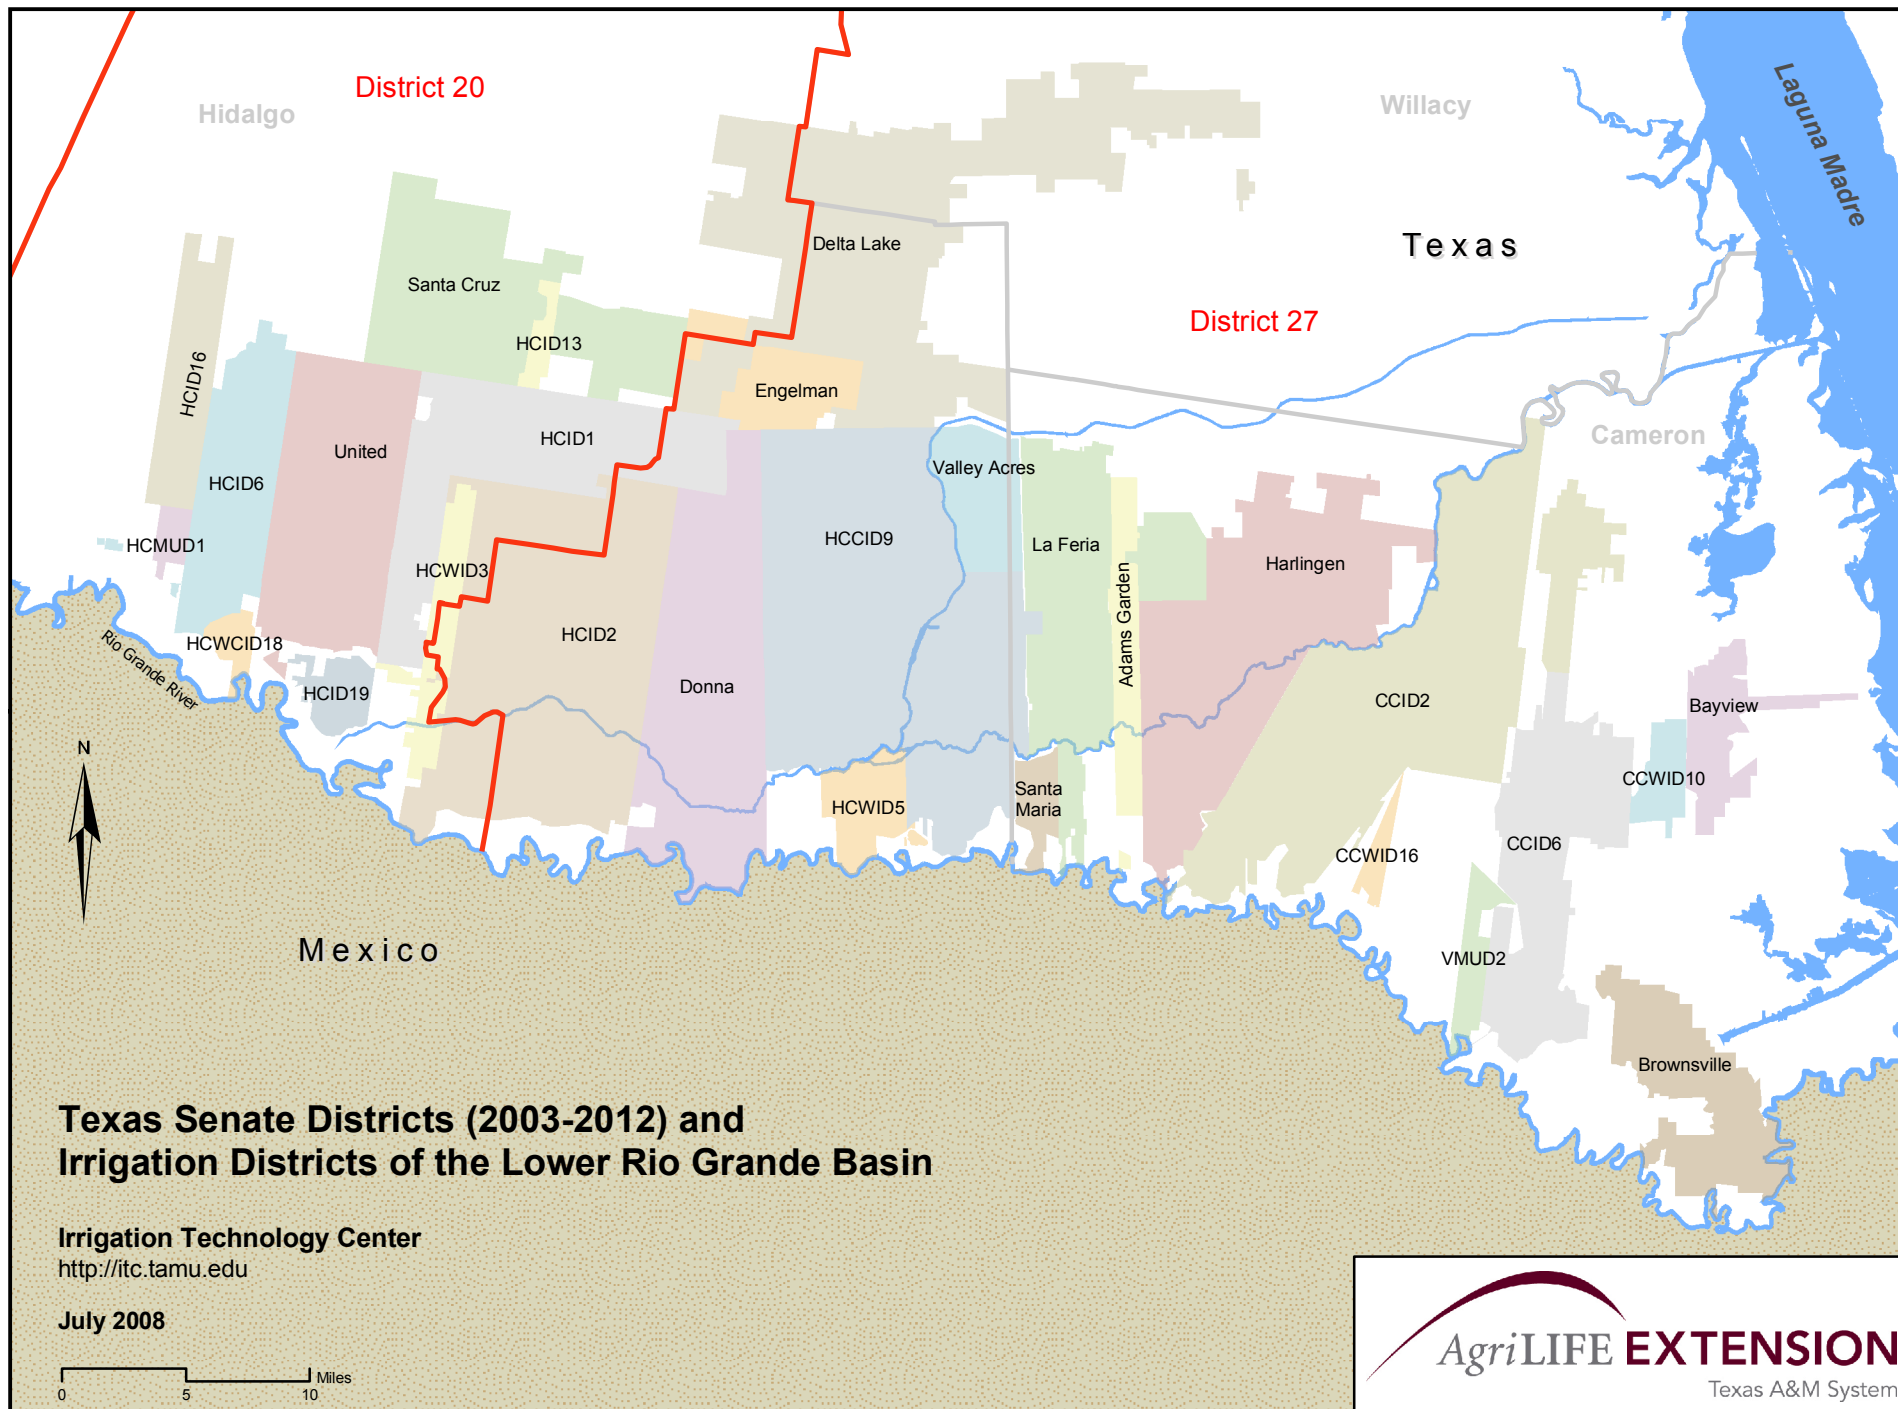 District 20
Hidalgo
Willacy
Laguna Madre
Texas
Delta Lake
Santa Cruz
District 27
HCID13
HCID16
Engelman
Cameron
HCID1
United
Valley Acres
HCID6
HCCID9
La Feria
HCMUD1
Harlingen
HCWID3
Adams Garden
HCID2
HCWCID18
Rio Grande River
Donna
HCID19
CCID2
Bayview
N
CCWID10
Santa
Maria
HCWID5
CCID6
CCWID16
Mexico
VMUD2
Brownsville
Texas Senate Districts (2003-2012) and
Irrigation Districts of the Lower Rio Grande Basin
Irrigation Technology Center
http://itc.tamu.edu
July 2008
Miles
0 5 10
AgriLIFE EXTENSION
Texas A&M System